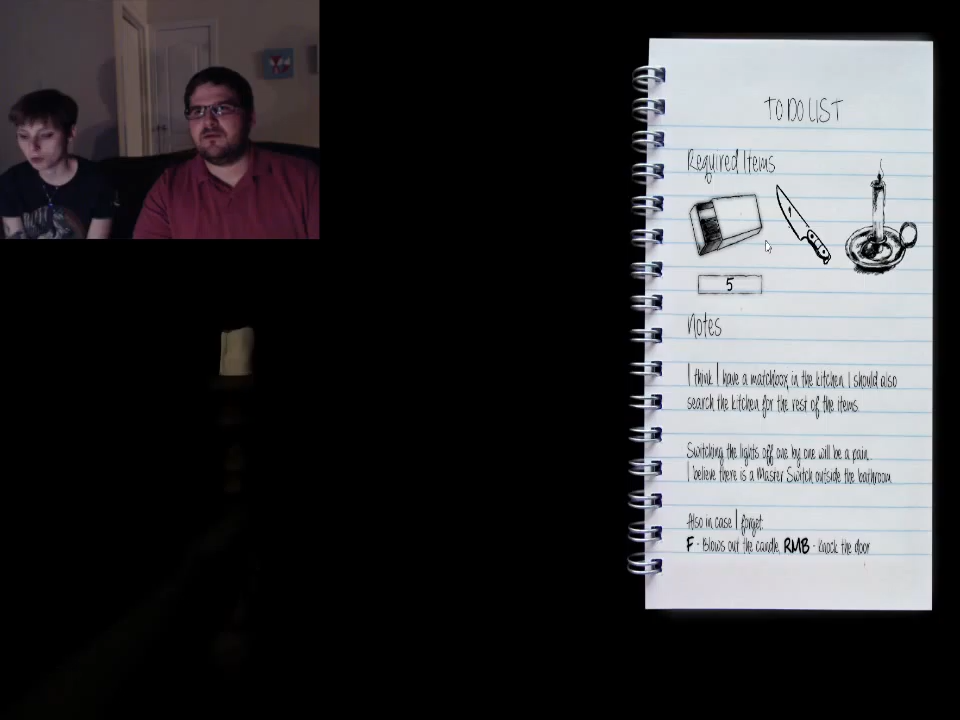 TO DO LIST
Required Items
5
Notes
I think I have a matchbox in the kitchen. I should also
search the kitchen for the rest of the items.
Switching the lights off one by one will be a pain.
I believe there is a Master Switch outside the bathroom.
Also in case I forget:
F - Blows out the candle, RMB - Knock the door